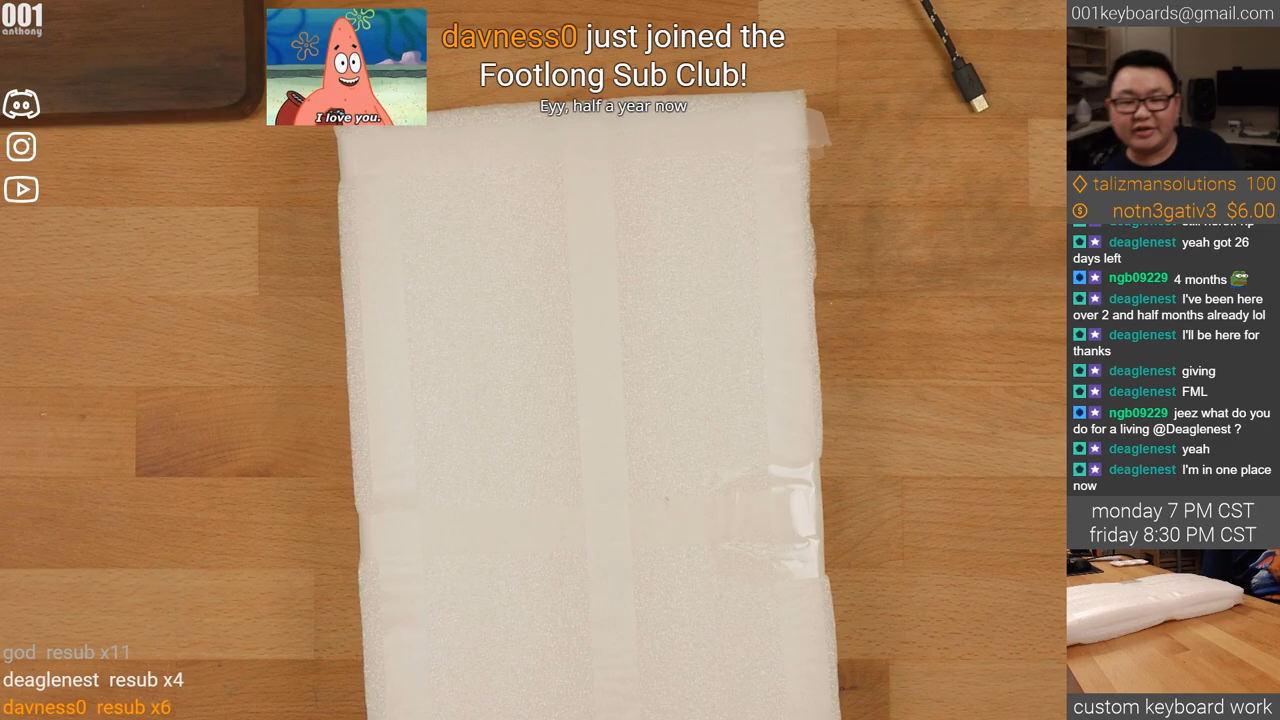 001
anthony
I love you.
davness0 just joined the
Footlong Sub Club!
Eyy, half a year now
god resub x11
deaglenest resub x4
davness0 resub x6
001keyboards@gmail.com
talizmansolutions 100
notn3gativ3 $6.00
deaglenest
deaglenest yeah got 26
days left
ngb09229 4 months
deaglenest I've been here
over 2 and half months already lol
deaglenest I'll be here for
thanks
deaglenest giving
deaglenest FML
ngb09229 jeez what do you
do for a living @Deaglenest ?
deaglenest yeah
deaglenest I'm in one place
now
monday 7 PM CST
friday 8:30 PM CST
custom keyboard work